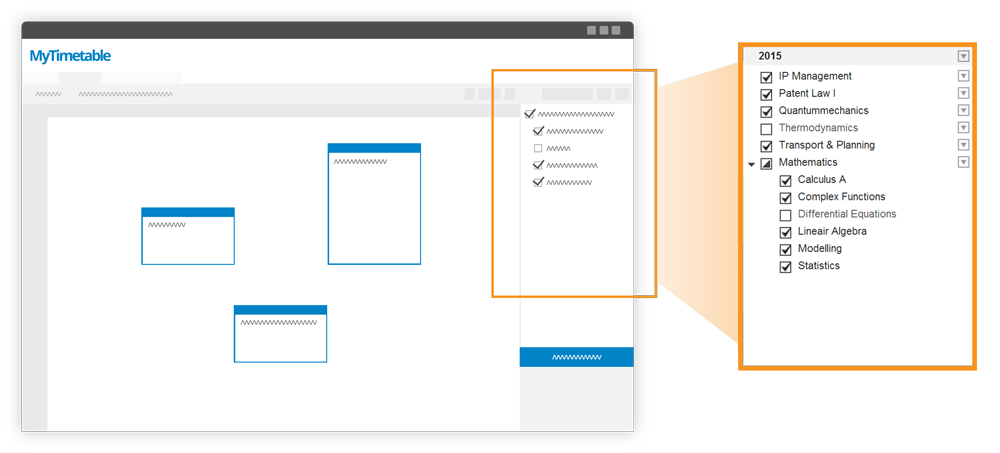 MyTimetable
2015
IP Management
Patent Law I
Quantummechanics
Thermodynamics
Transport & Planning
Mathematics
Calculus A
Complex Functions
Differential Equations
Lineair Algebra
Modelling
Statistics